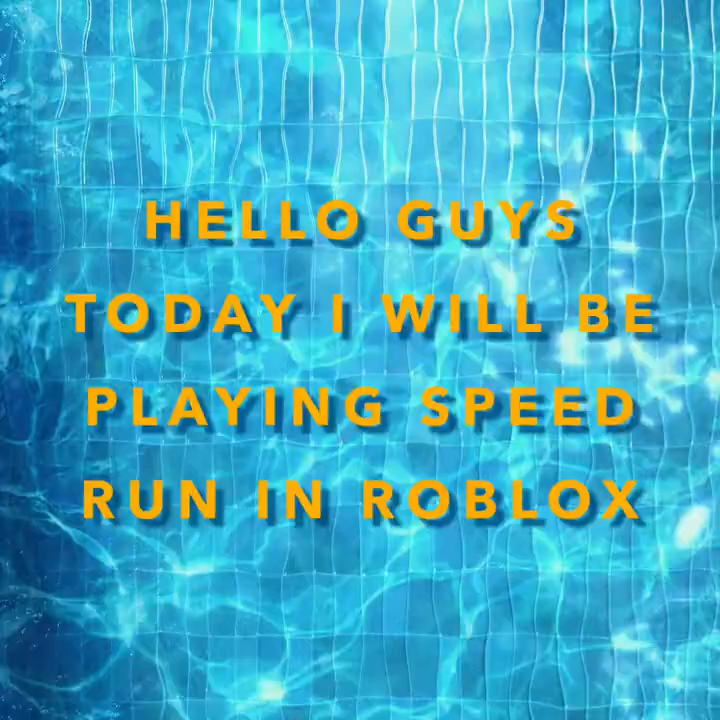 HELLO GUYS
TODAY I WILL BE
PLAYING SPEED
RUN IN ROBLOX